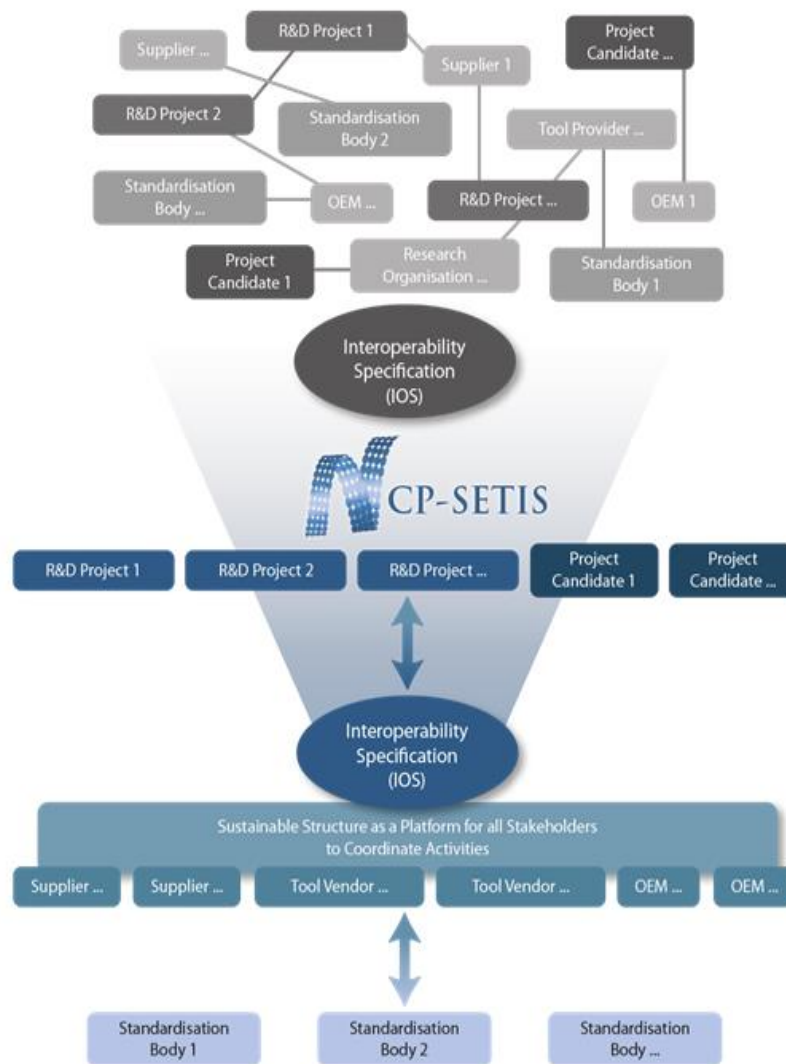 R&D Project 1
Project
Candidate ...
Supplier ...
Supplier 1
R&D Project 2
Standardisation
Body 2
Tool Provider ...
Standardisation
Body ...
OEM ...
R&D Project ...
OEM 1
Project
Candidate 1
Research
Organisation ...
Standardisation
Body 1
Interoperability
Specification
(IOS)
CP-SETIS
R&D Project 1
R&D Project 2
R&D Project ...
Project
Candidate 1
Project
Candidate ...
Interoperability
Specification
(IOS)
Sustainable Structure as a Platform for all Stakeholders
to Coordinate Activities
Supplier ...
Supplier ...
Tool Vendor ...
Tool Vendor ...
OEM ...
OEM ...
Standardisation
Body 1
Standardisation
Body 2
Standardisation
Body ...